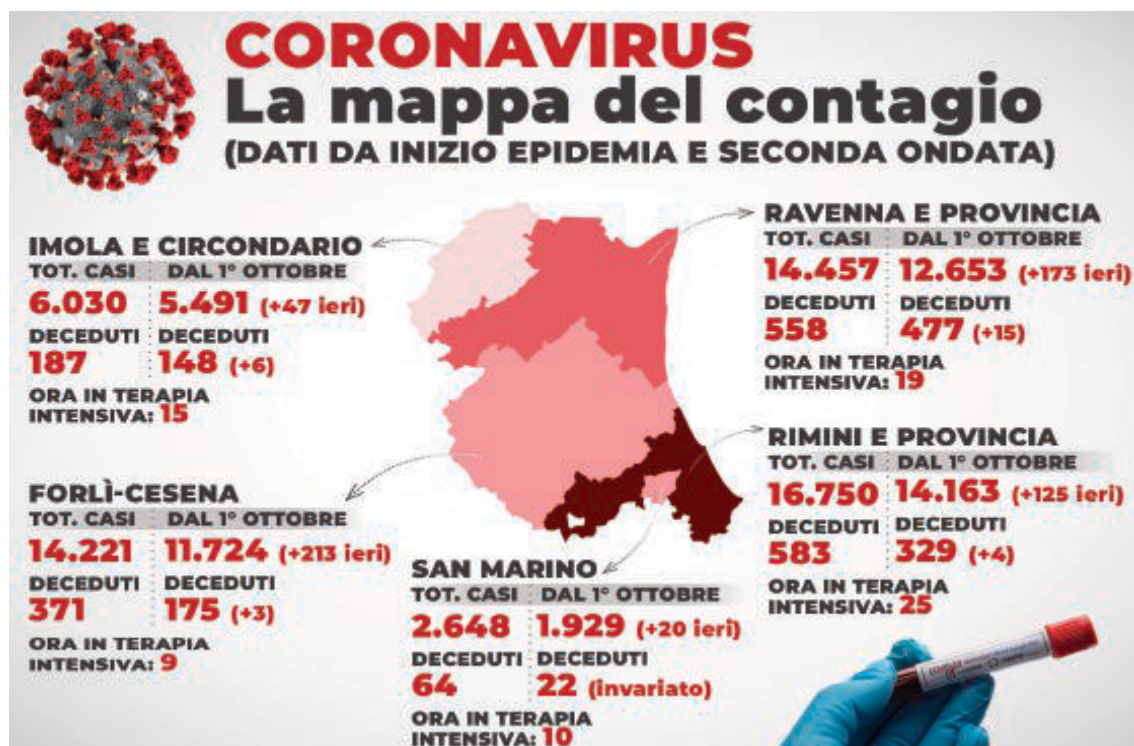 CORONAVIRUS
La mappa del contagio
(DATI DA INIZIO EPIDEMIA E SECONDA ONDATA)
IMOLA E CIRCONDARIO
TOT. CASI DAL 1° OTTOBRE
6.030 5.491 (+47 ieri)
DECEDUTI DECEDUTI
187 148 (+6)
ORA IN TERAPIA
INTENSIVA: 15
RAVENNA E PROVINCIA
TOT. CASI DAL 1° OTTOBRE
14.457 12.653 (+173 ieri)
DECEDUTI DECEDUTI
558 477 (+15)
ORA IN TERAPIA
INTENSIVA: 19
FORLÌ-CESENA
TOT. CASI DAL 1° OTTOBRE
14.221 11.724 (+213 ieri)
DECEDUTI DECEDUTI
371 175 (+3)
ORA IN TERAPIA
INTENSIVA: 9
SAN MARINO
TOT. CASI DAL 1° OTTOBRE
2.648 1.929 (+20 ieri)
DECEDUTI DECEDUTI
64 22 (invariato)
ORA IN TERAPIA
INTENSIVA: 10
RIMINI E PROVINCIA
TOT. CASI DAL 1° OTTOBRE
16.750 14.163 (+125 ieri)
DECEDUTI DECEDUTI
583 329 (+4)
ORA IN TERAPIA
INTENSIVA: 25